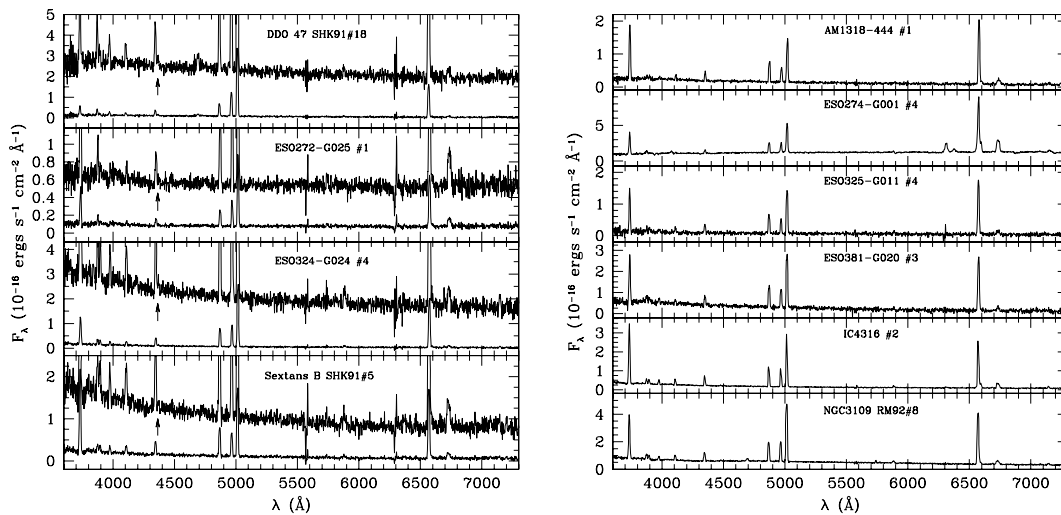 DDO 47 SHK91#18
5
4
3
2
1
0
ESO272-G025 #1
1
0.8
0.6
0.4
0.2
0
ESO324-G024 #4
4
3
2
1
0
Sextans B SHK91#5
2
1
0
4000 4500 5000 5500 6000 6500 7000
λ (Å)
Fλ (10⁻¹⁶ ergs s⁻¹ cm⁻² Å⁻¹)
AM1318-444 #1
2
1
0
ESO274-G001 #4
5
0
ESO325-G011 #4
2
1
0
ESO381-G020 #3
3
2
1
0
IC4316 #2
3
2
1
0
NGC3109 RM92#8
4
2
0
4000 4500 5000 5500 6000 6500 7000
λ (Å)
Fλ (10⁻¹⁶ ergs s⁻¹ cm⁻² Å⁻¹)